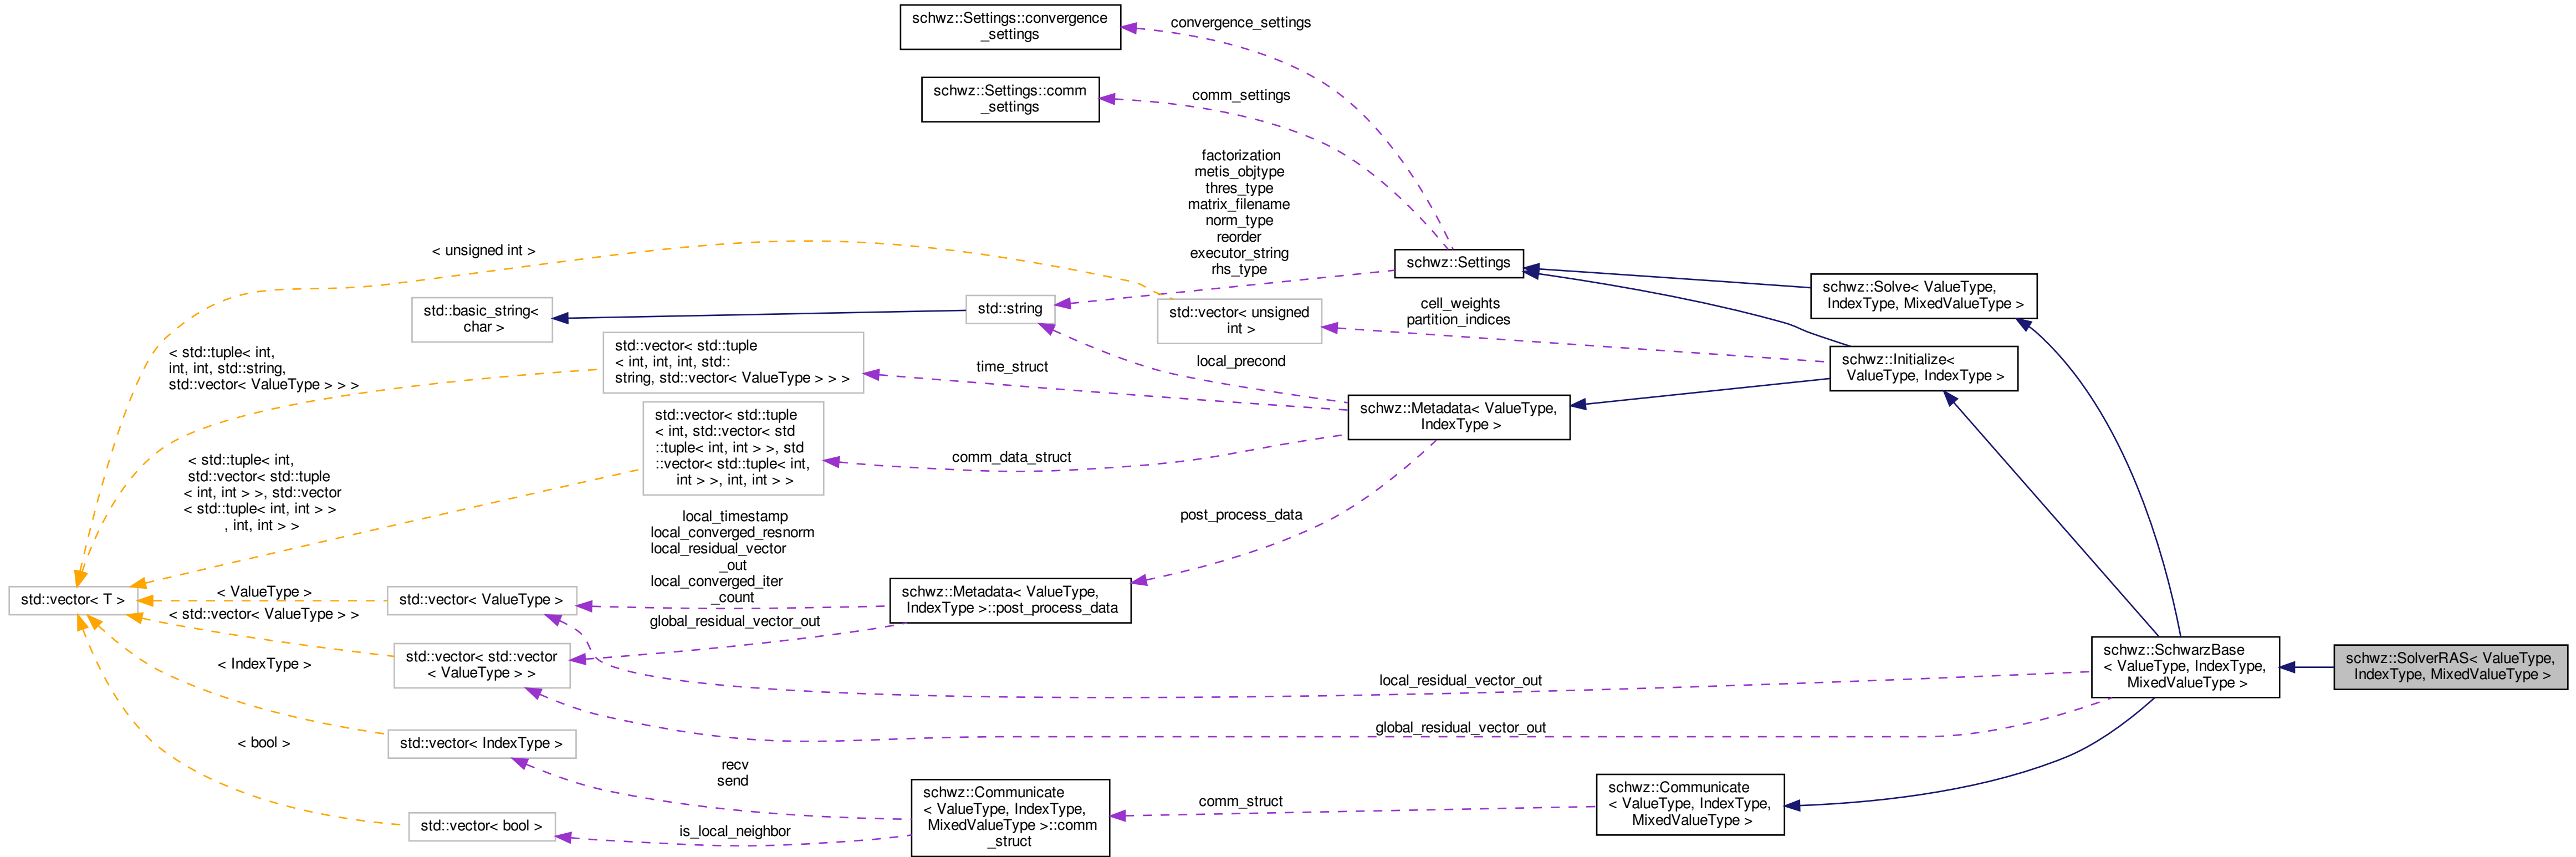 schwz::Settings::convergence
_settings
convergence_settings
schwz::Settings::comm
_settings
comm_settings
factorization
metis_objtype
thres_type
matrix_filename
norm_type
reorder
executor_string
rhs_type
< unsigned int >
schwz::Settings
schwz::Solve< ValueType,
IndexType, MixedValueType >
std::basic_string<
char >
std::string
std::vector< unsigned
int >
cell_weights
partition_indices
< std::tuple< int,
int, int, std::string,
std::vector< ValueType > > >
std::vector< std::tuple
< int, int, int, std::
string, std::vector< ValueType > > >
time_struct
local_precond
schwz::Initialize<
ValueType, IndexType >
std::vector< std::tuple
< int, std::vector< std
::tuple< int, int > >, std
::vector< std::tuple< int,
int > >, int, int > >
comm_data_struct
schwz::Metadata< ValueType,
IndexType >
< std::tuple< int,
std::vector< std::tuple
< int, int > >, std::vector
< std::tuple< int, int > >
, int, int > >
local_timestamp
local_converged_resnorm
local_residual_vector
_out
local_converged_iter
_count
post_process_data
std::vector< T >
< ValueType >
std::vector< ValueType >
schwz::Metadata< ValueType,
IndexType >::post_process_data
< std::vector< ValueType > >
global_residual_vector_out
std::vector< std::vector
< ValueType > >
< IndexType >
local_residual_vector_out
schwz::SchwarzBase
< ValueType, IndexType,
MixedValueType >
schwz::SolverRAS< ValueType,
IndexType, MixedValueType >
global_residual_vector_out
< bool >
std::vector< IndexType >
recv
send
schwz::Communicate
< ValueType, IndexType,
MixedValueType >::comm
_struct
comm_struct
schwz::Communicate
< ValueType, IndexType,
MixedValueType >
std::vector< bool >
is_local_neighbor